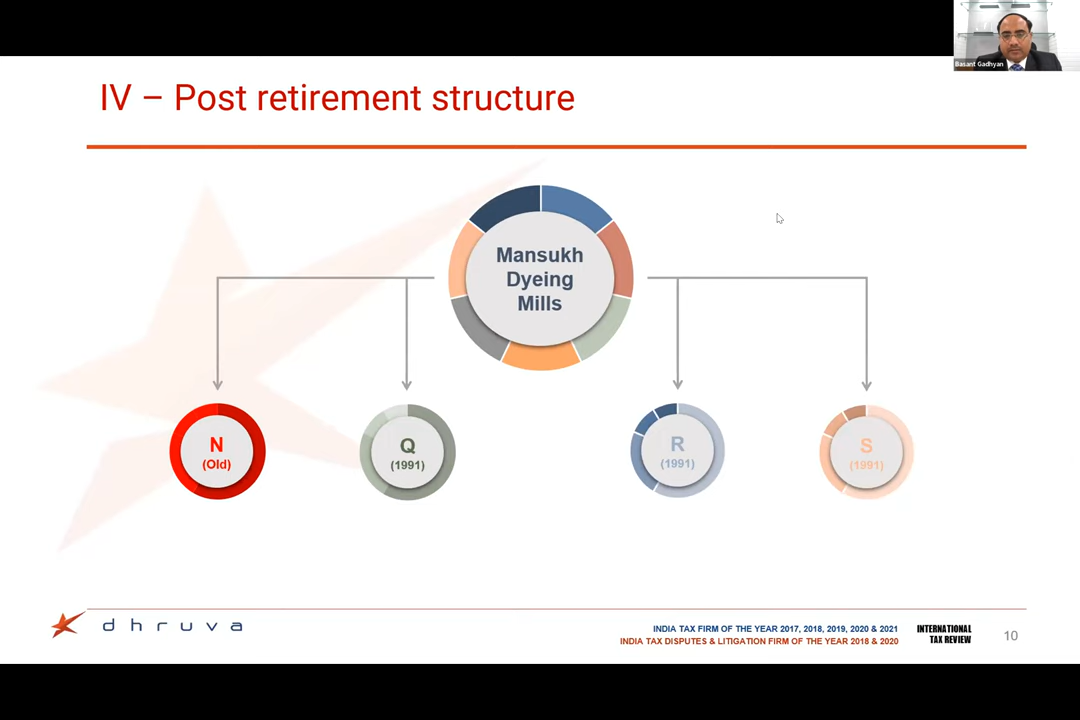 Basant Gadhyan
IV – Post retirement structure
Mansukh
Dyeing
Mills
N
(Old)
Q
(1991)
R
(1991)
S
(1991)
dhruva
INDIA TAX FIRM OF THE YEAR 2017, 2018, 2019, 2020 & 2021
INDIA TAX DISPUTES & LITIGATION FIRM OF THE YEAR 2018 & 2020
INTERNATIONAL
TAX REVIEW
10